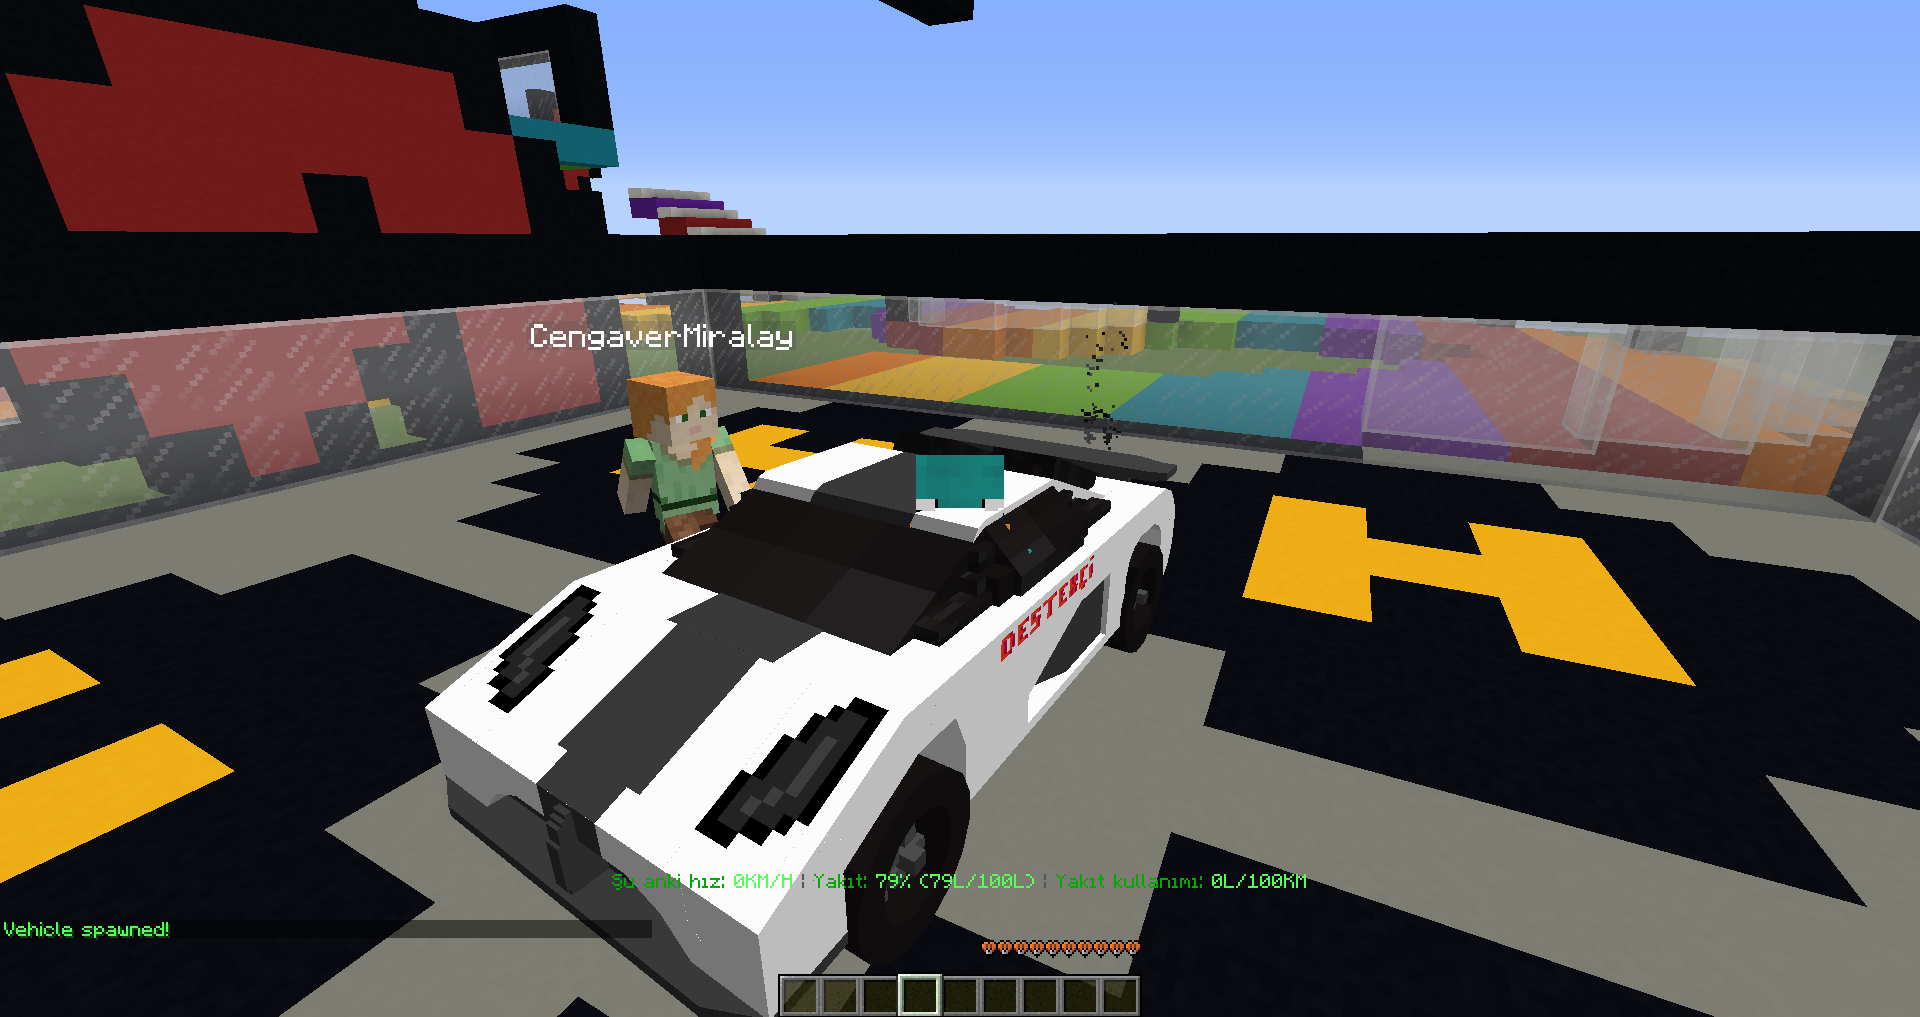 CengaverMiralay
DESTEKÇİ
Şu anki hız: 0KM/H | Yakıt: 79% (79L/100L) | Yakıt kullanımı: 0L/100KM
Vehicle spawned!